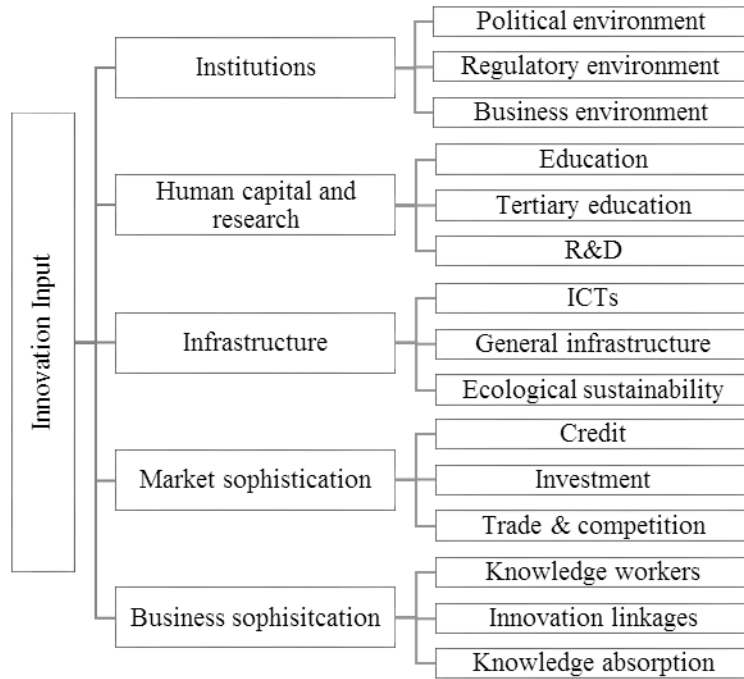 Innovation Input
Institutions
Political environment
Regulatory environment
Business environment
Human capital and
research
Education
Tertiary education
R&D
Infrastructure
ICTs
General infrastructure
Ecological sustainability
Market sophistication
Credit
Investment
Trade & competition
Business sophisitcation
Knowledge workers
Innovation linkages
Knowledge absorption